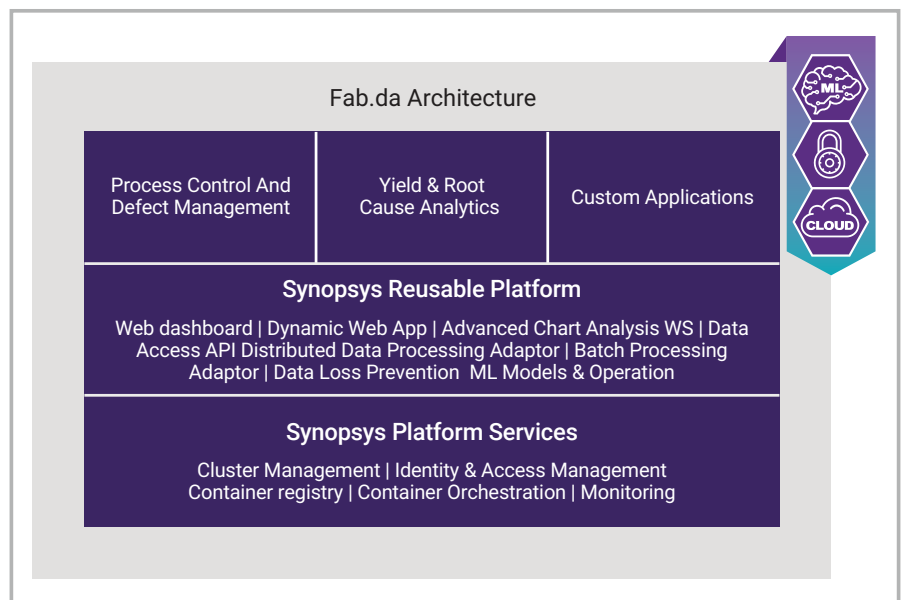 Fab.da Architecture
ML
CLOUD
Process Control And
Defect Management
Yield & Root
Cause Analytics
Custom Applications
Synopsys Reusable Platform
Web dashboard | Dynamic Web App | Advanced Chart Analysis WS | Data
Access API Distributed Data Processing Adaptor | Batch Processing
Adaptor | Data Loss Prevention  ML Models & Operation
Synopsys Platform Services
Cluster Management | Identity & Access Management
Container registry | Container Orchestration | Monitoring